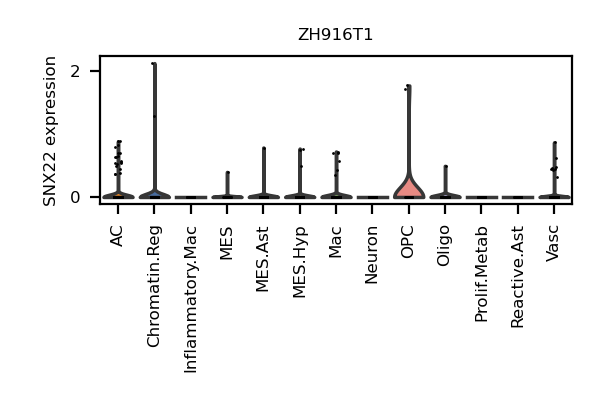 ZH916T1
SNX22 expression
2
0
AC
Chromatin.Reg
Inflammatory.Mac
MES
MES.Ast
MES.Hyp
Mac
Neuron
OPC
Oligo
Prolif.Metab
Reactive.Ast
Vasc